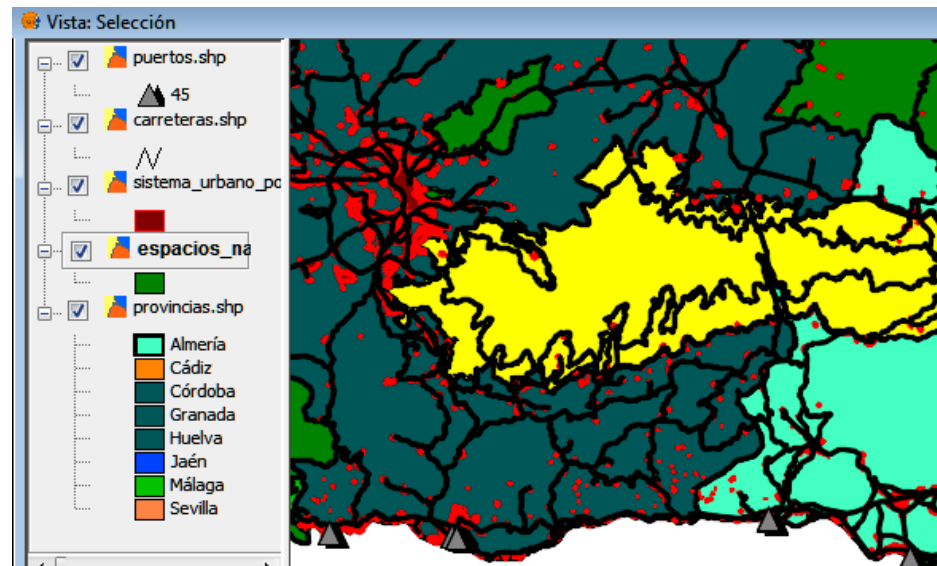 Vista: Selección
puertos.shp
45
carreteras.shp
sistema_urbano_po
espacios_na
provincias.shp
Almería
Cádiz
Córdoba
Granada
Huelva
Jaén
Málaga
Sevilla